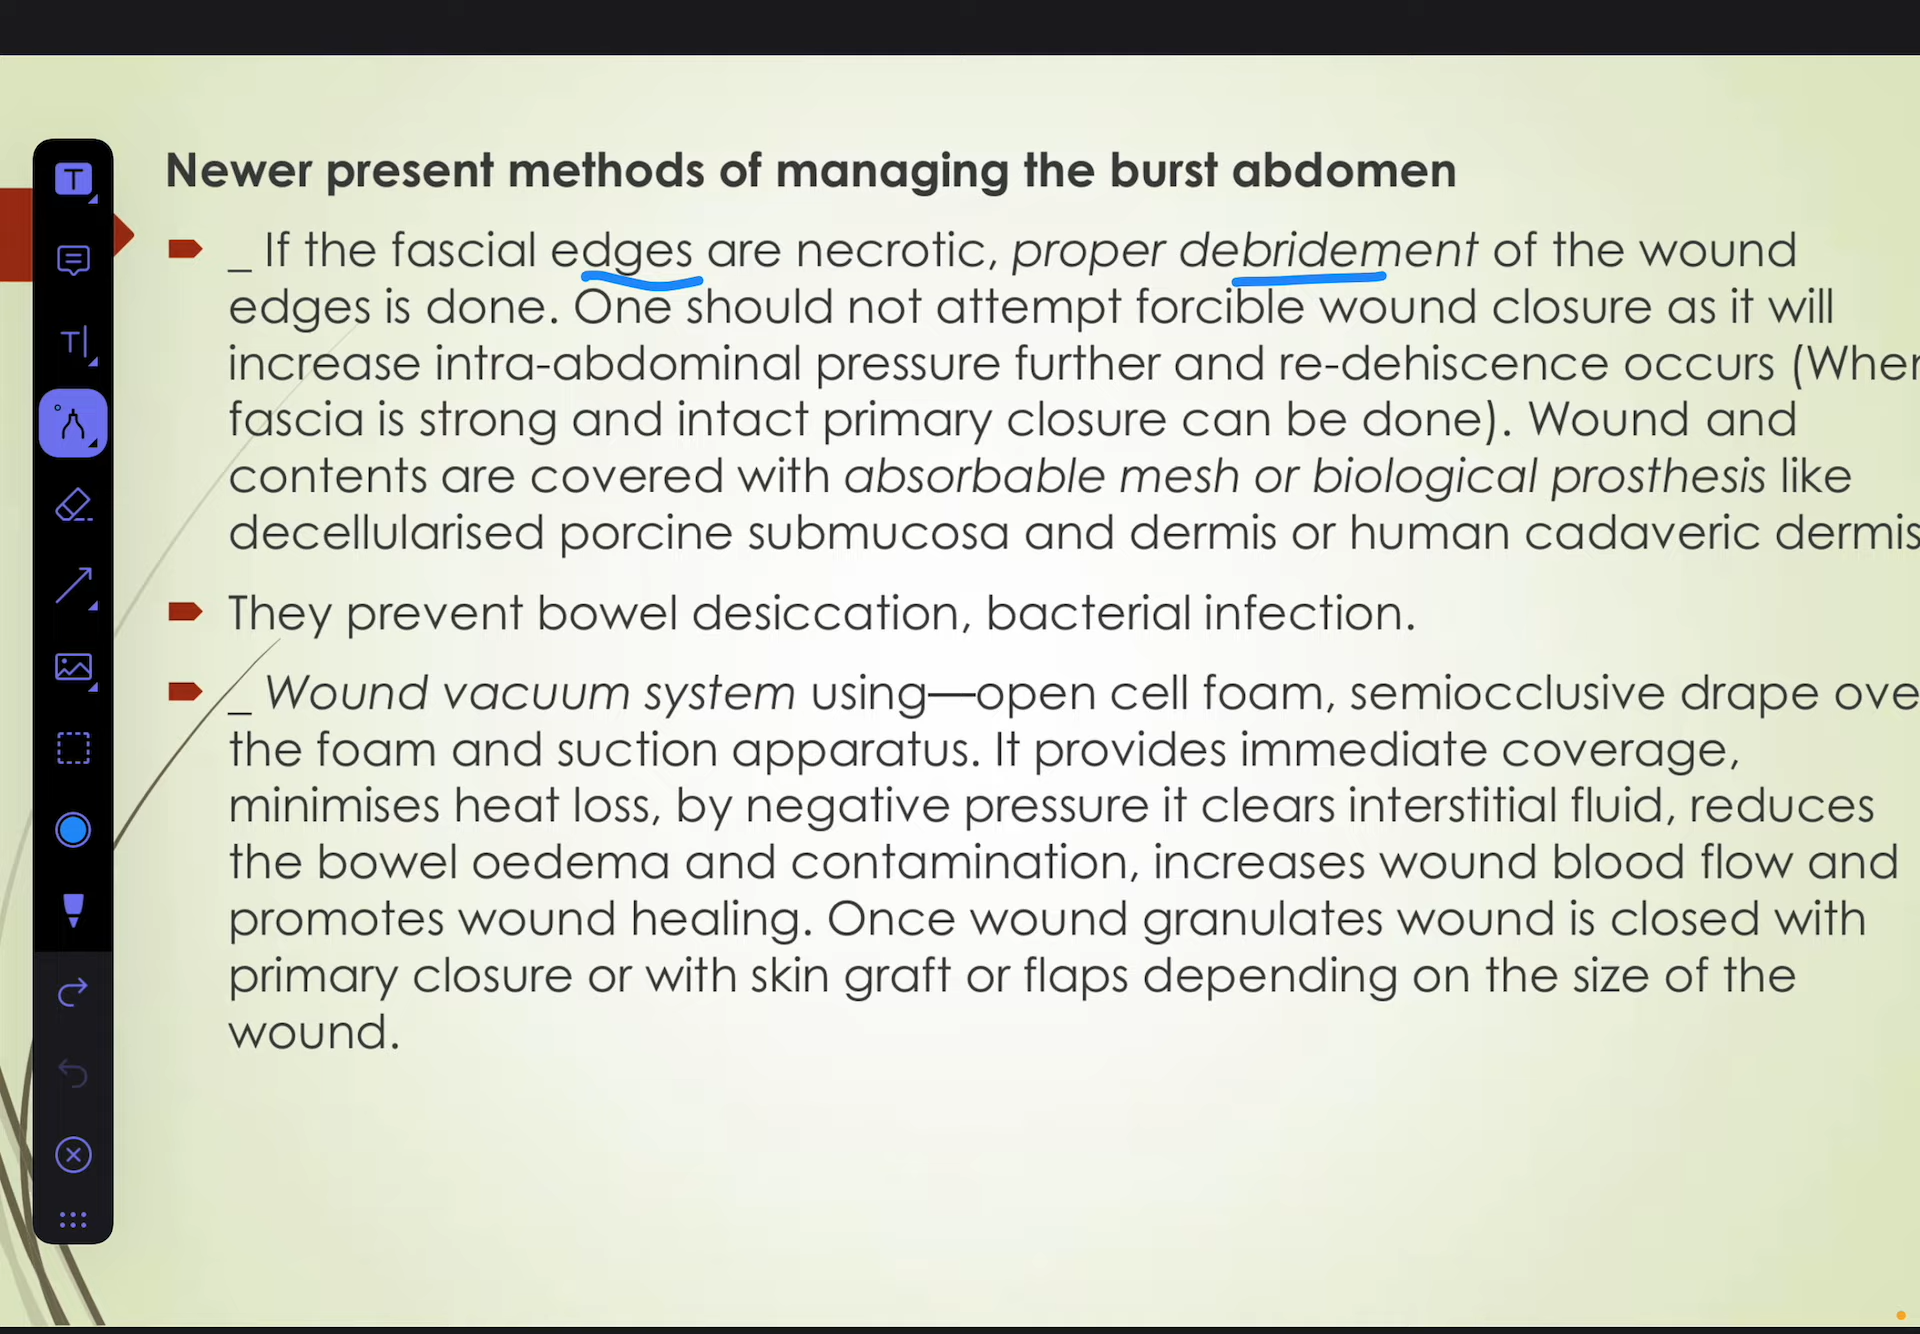 Newer present methods of managing the burst abdomen
_ If the fascial edges are necrotic, proper debridement of the wound
edges is done. One should not attempt forcible wound closure as it will
increase intra-abdominal pressure further and re-dehiscence occurs (When
fascia is strong and intact primary closure can be done). Wound and
contents are covered with absorbable mesh or biological prosthesis like
decellularised porcine submucosa and dermis or human cadaveric dermis
They prevent bowel desiccation, bacterial infection.
_ Wound vacuum system using—open cell foam, semiocclusive drape ove
the foam and suction apparatus. It provides immediate coverage,
minimises heat loss, by negative pressure it clears interstitial fluid, reduces
the bowel oedema and contamination, increases wound blood flow and
promotes wound healing. Once wound granulates wound is closed with
primary closure or with skin graft or flaps depending on the size of the
wound.